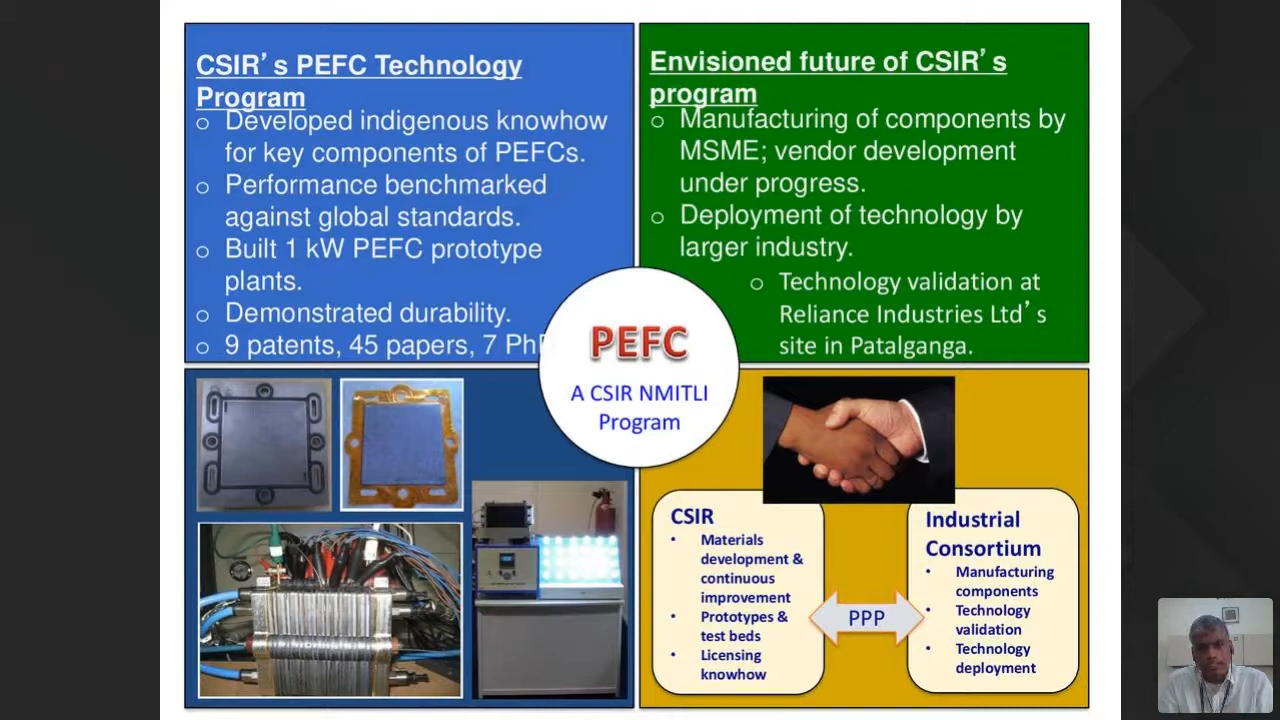 CSIR’s PEFC Technology
Program
o Developed indigenous knowhow
for key components of PEFCs.
o Performance benchmarked
against global standards.
o Built 1 kW PEFC prototype
plants.
o Demonstrated durability.
o 9 patents, 45 papers, 7 Ph
Envisioned future of CSIR’s
program
o Manufacturing of components by
MSME; vendor development
under progress.
o Deployment of technology by
larger industry.
o Technology validation at
Reliance Industries Ltd’s
site in Patalganga.
PEFC
A CSIR NMITLI
Program
CSIR
• Materials
development &
continuous
improvement
• Prototypes &
test beds
• Licensing
knowhow
PPP
Industrial
Consortium
• Manufacturing
components
• Technology
validation
• Technology
deployment